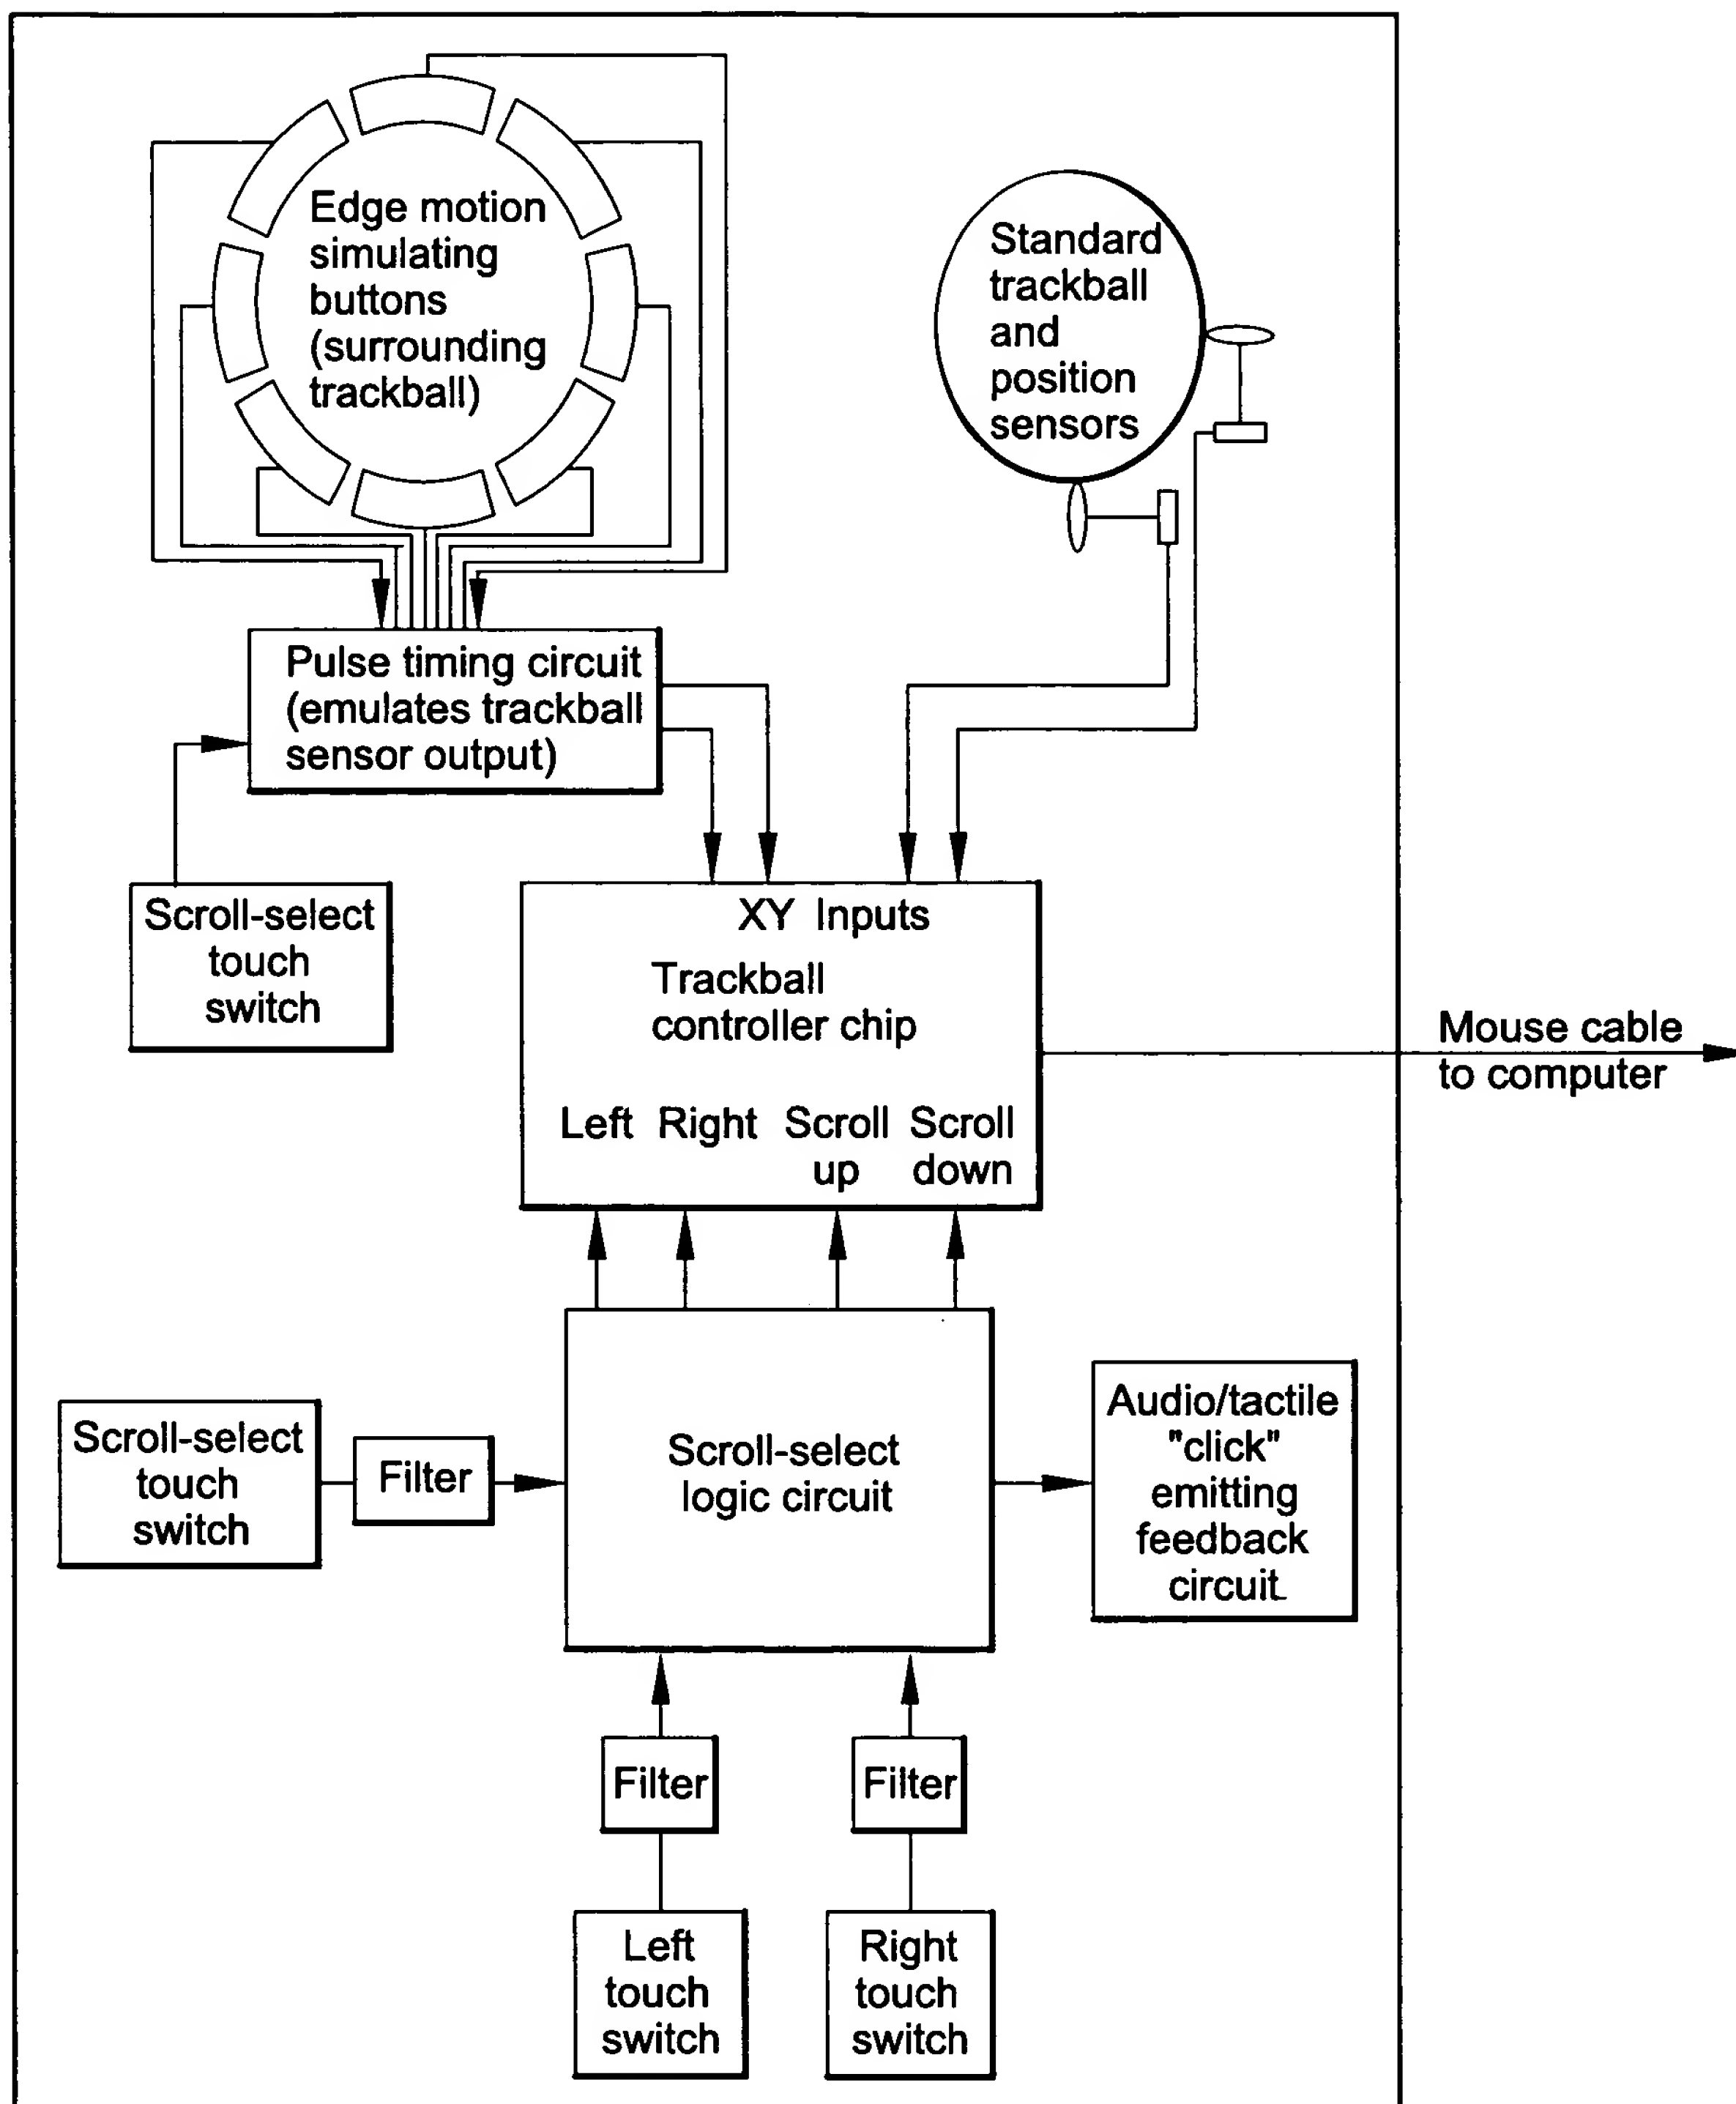 Edge motion
simulating
buttons
(surrounding
trackball)
Standard
trackball
and
position
sensors
Pulse timing circuit
(emulates trackball
sensor output)
Scroll-select
touch
switch
XY Inputs
Trackball
controller chip
Left Right Scroll up Scroll down
Mouse cable
to computer
Scroll-select
touch
switch
Filter
Scroll-select
logic circuit
Audio/tactile
"click"
emitting
feedback
circuit
Filter
Filter
Left
touch
switch
Right
touch
switch